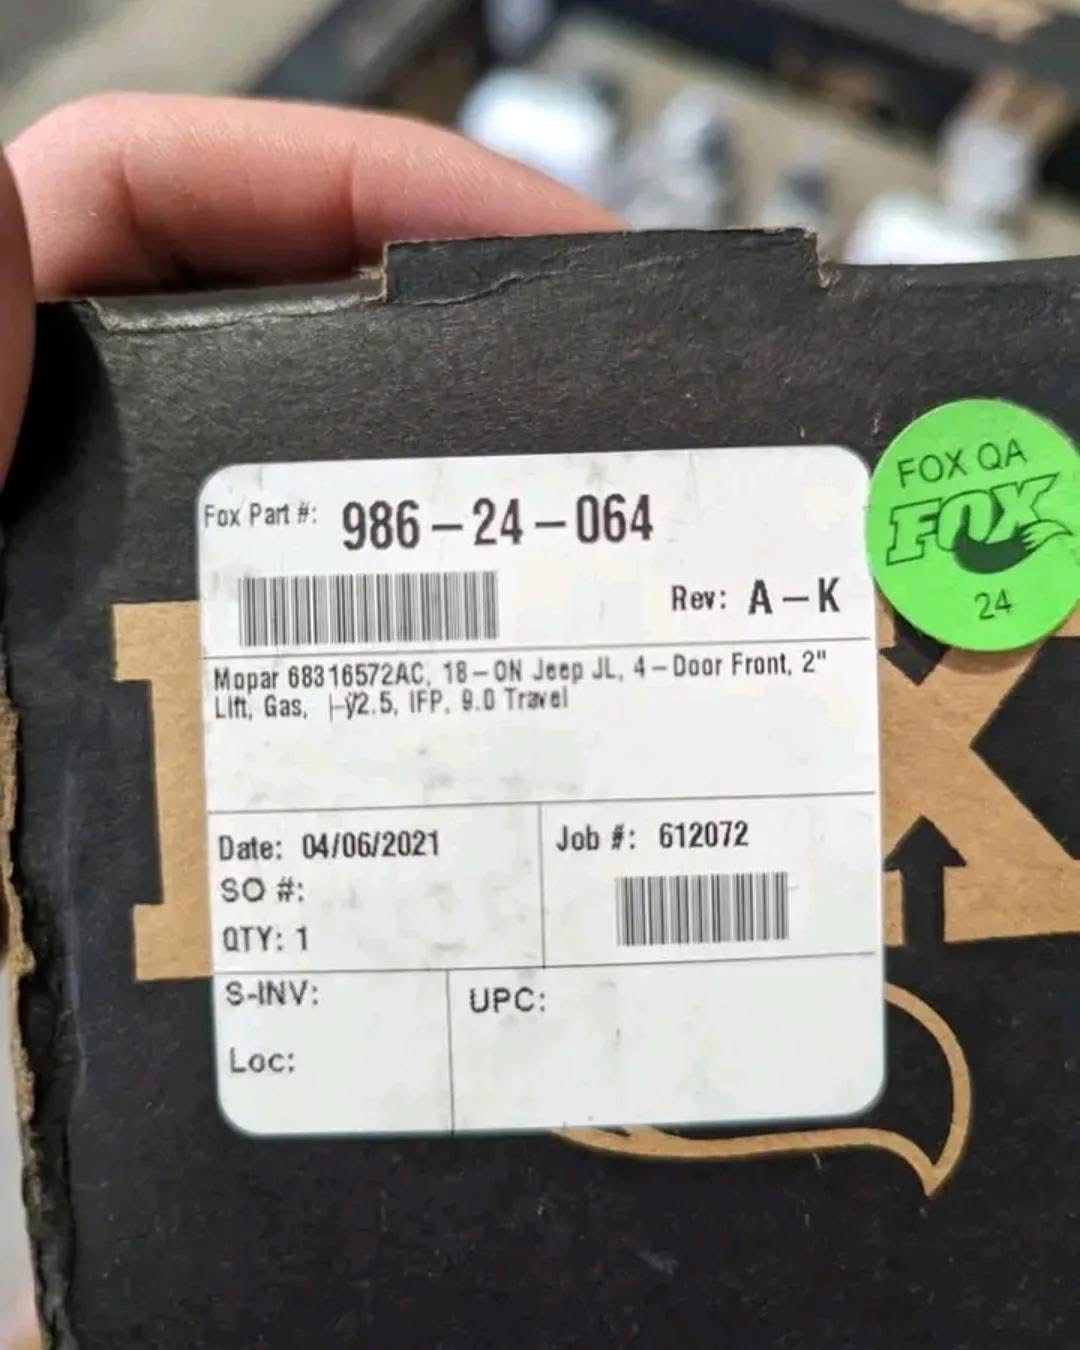 Fox Part #: 986-24-064
Rev: A-K
Mopar 68316572AC, 18-ON Jeep JL, 4-Door Front, 2"
Lift, Gas, ├ÿ2.5, IFP, 9.0 Travel
Date: 04/06/2021
SO #:
QTY: 1
Job #: 612072
S-INV:
Loc:
UPC:
FOX QA
FOX
24